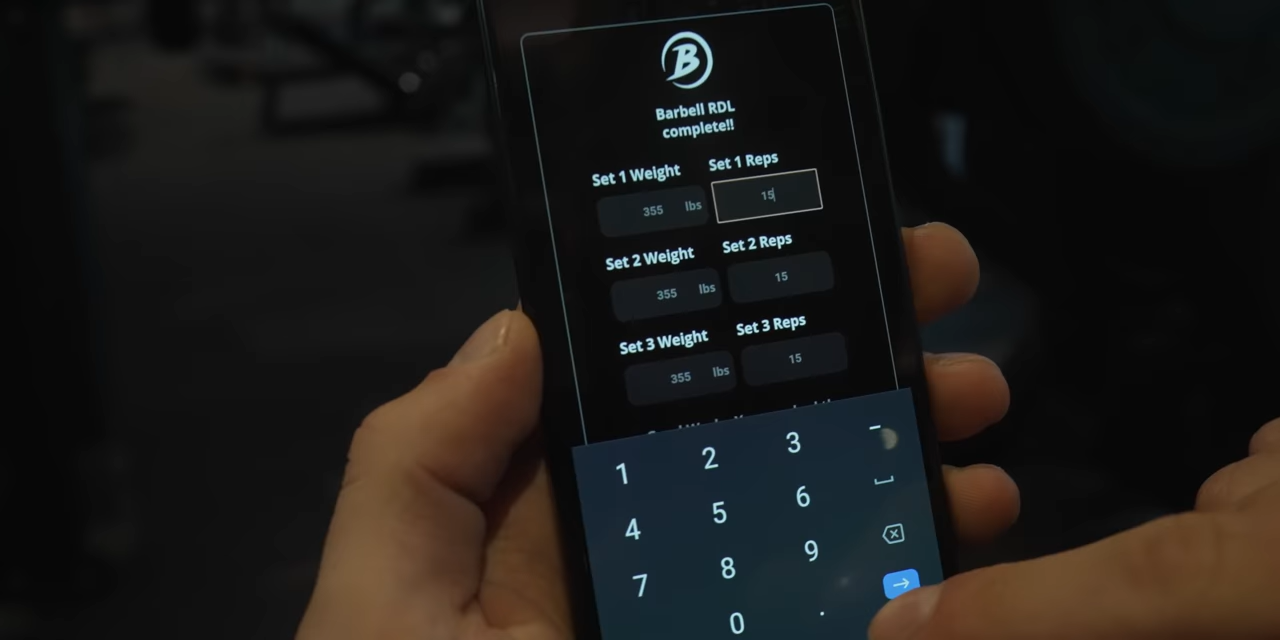 B
Barbell RDL
complete!!
Set 1 Weight Set 1 Reps
355 lbs 15
Set 2 Weight Set 2 Reps
355 lbs 15
Set 3 Weight Set 3 Reps
355 lbs 15
1 2 3 -
4 5 6
7 8 9
0 .